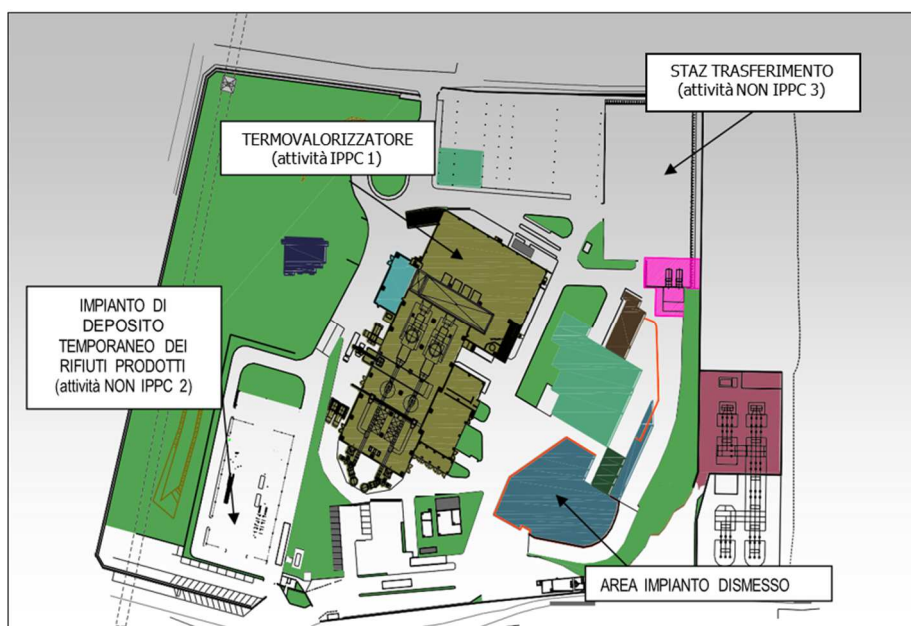 STAZ TRASFERIMENTO
(attività NON IPPC 3)
TERMOVALORIZZATORE
(attività IPPC 1)
IMPIANTO DI
DEPOSITO
TEMPORANEO DEI
RIFIUTI PRODOTTI
(attività NON IPPC 2)
AREA IMPIANTO DISMESSO